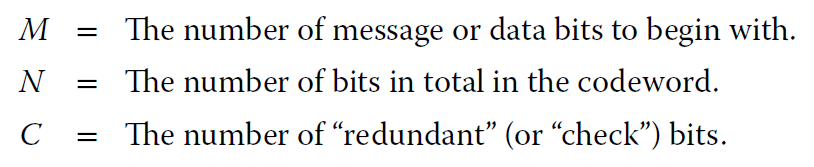 M = The number of message or data bits to begin with.
N = The number of bits in total in the codeword.
C = The number of “redundant” (or “check”) bits.